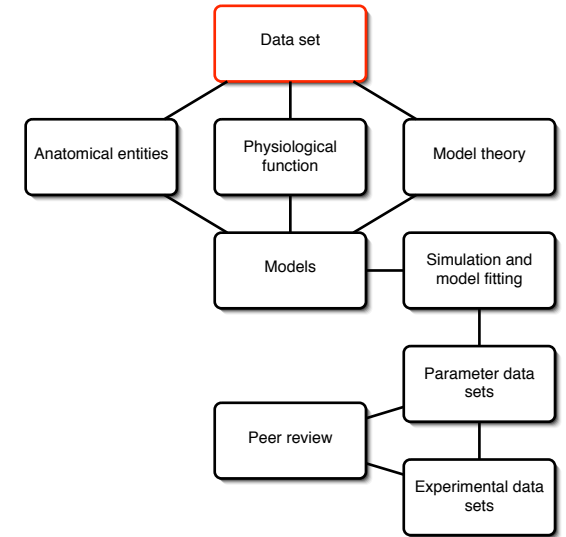 Data set
Anatomical entities
Physiological
function
Model theory
Models
Simulation and
model fitting
Parameter data
sets
Peer review
Experimental data
sets